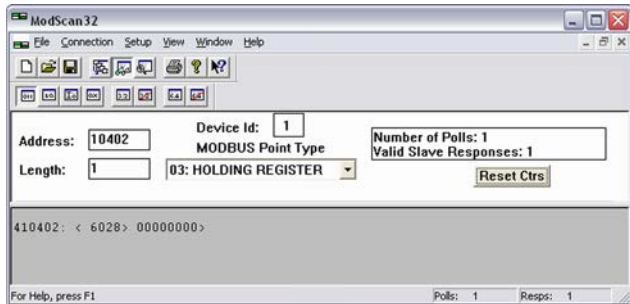 ModScan32
File Connection Setup View Window Help
Address: 10402
Device Id: 1
MODBUS Point Type
Length: 1
03: HOLDING REGISTER
Number of Polls: 1
Valid Slave Responses: 1
Reset Ctrs
410402: < 6028> 00000000>
For Help, press F1
Polls: 1
Resps: 1